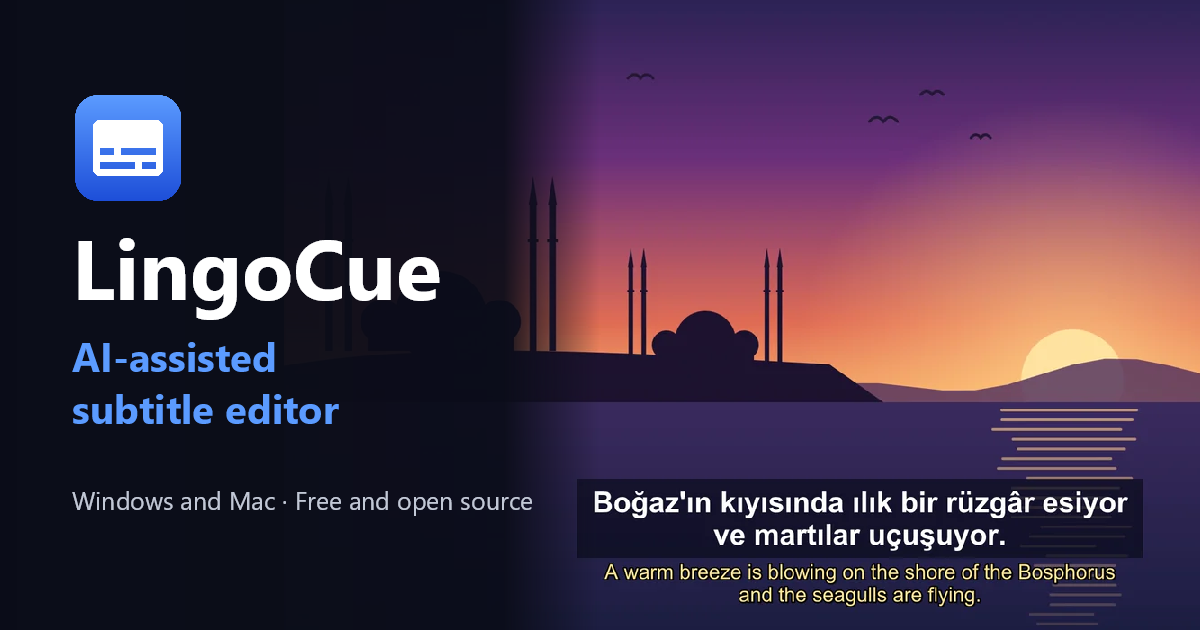 LingoCue
AI-assisted
subtitle editor
Windows and Mac · Free and open source
Boğaz'ın kıyısında ılık bir rüzgâr esiyor
ve martılar uçuşuyor.
A warm breeze is blowing on the shore of the Bosphorus
and the seagulls are flying.